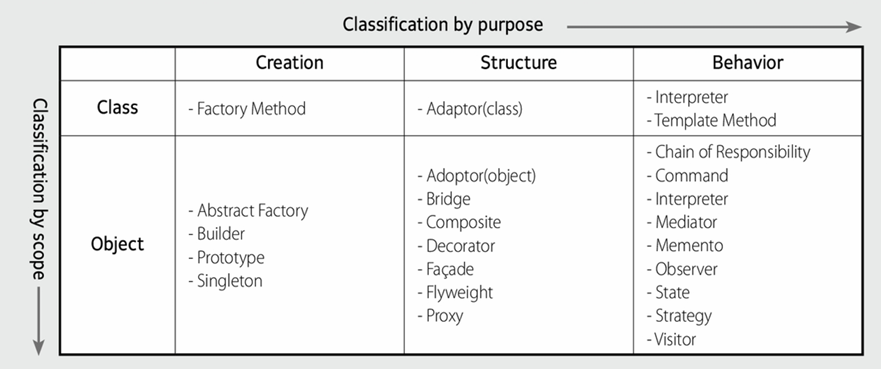 Classification by purpose
Classification by scope
Creation
Structure
Behavior
Class
- Factory Method
- Adaptor(class)
- Interpreter
- Template Method
Object
- Abstract Factory
- Builder
- Prototype
- Singleton
- Adoptor(object)
- Bridge
- Composite
- Decorator
- Façade
- Flyweight
- Proxy
- Chain of Responsibility
- Command
- Interpreter
- Mediator
- Memento
- Observer
- State
- Strategy
- Visitor